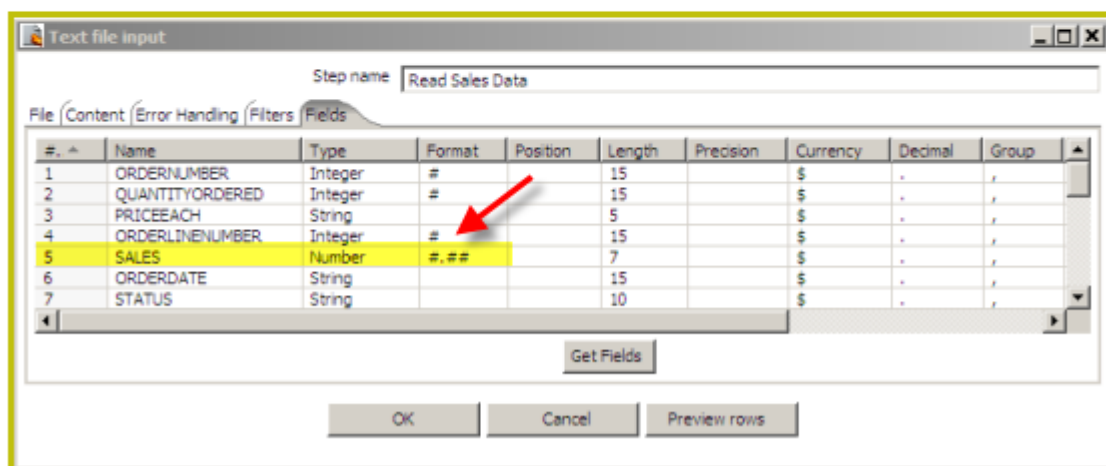 Text file input
Step name Read Sales Data
File Content Error Handling Filters Fields
#. Name Type Format Position Length Precision Currency Decimal Group
1 ORDERNUMBER Integer # 15 $ . ,
2 QUANTITYORDERED Integer # 15 $ . ,
3 PRICEEACH String 5 $ . ,
4 ORDERLINENUMBER Integer # 15 $ . ,
5 SALES Number #.## 7 $ . ,
6 ORDERDATE String 15 $ . ,
7 STATUS String 10 $ . ,
Get Fields
OK Cancel Preview rows